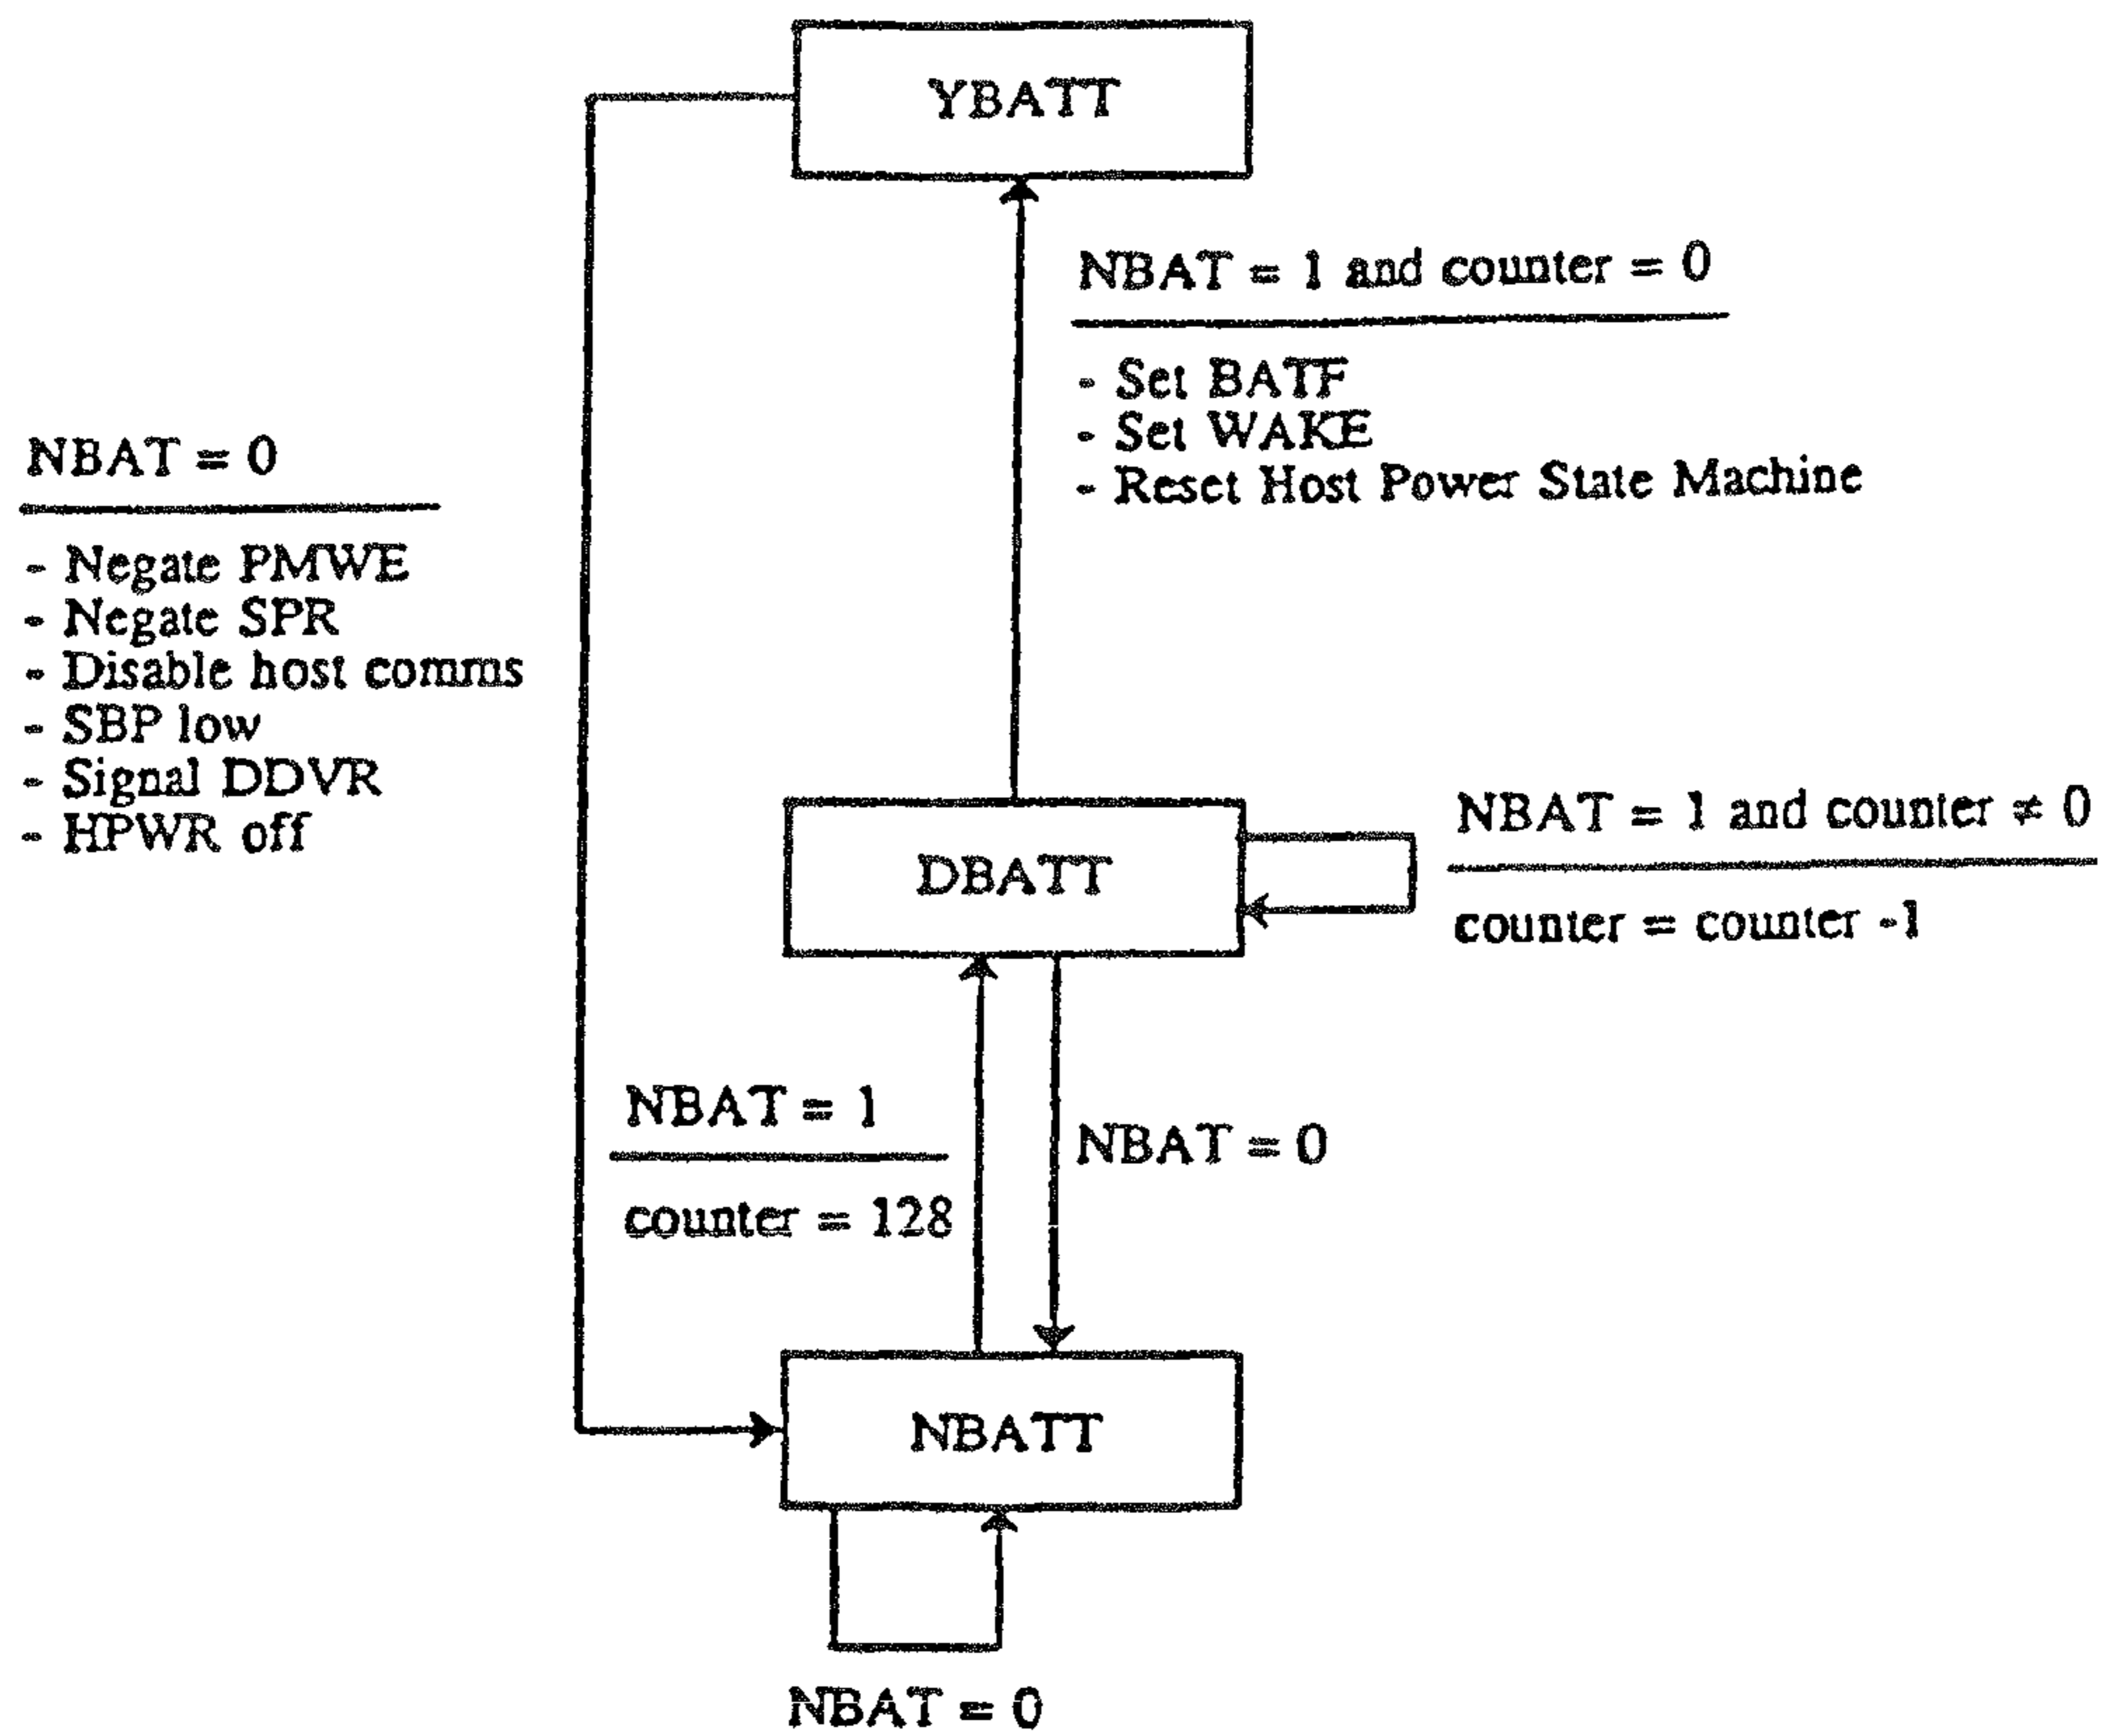 YBATT
NBAT = 1 and counter = 0
- Set BATF
- Set WAKE
- Reset Host Power State Machine
NBAT = 0
- Negate PMWE
- Negate SPR
- Disable host comms
- SBP low
- Signal DDVR
- HPWR off
DBATT
NBAT = 1 and counter ≠ 0
counter = counter -1
NBAT = 1
counter = 128
NBAT = 0
NBATT
NBAT = 0